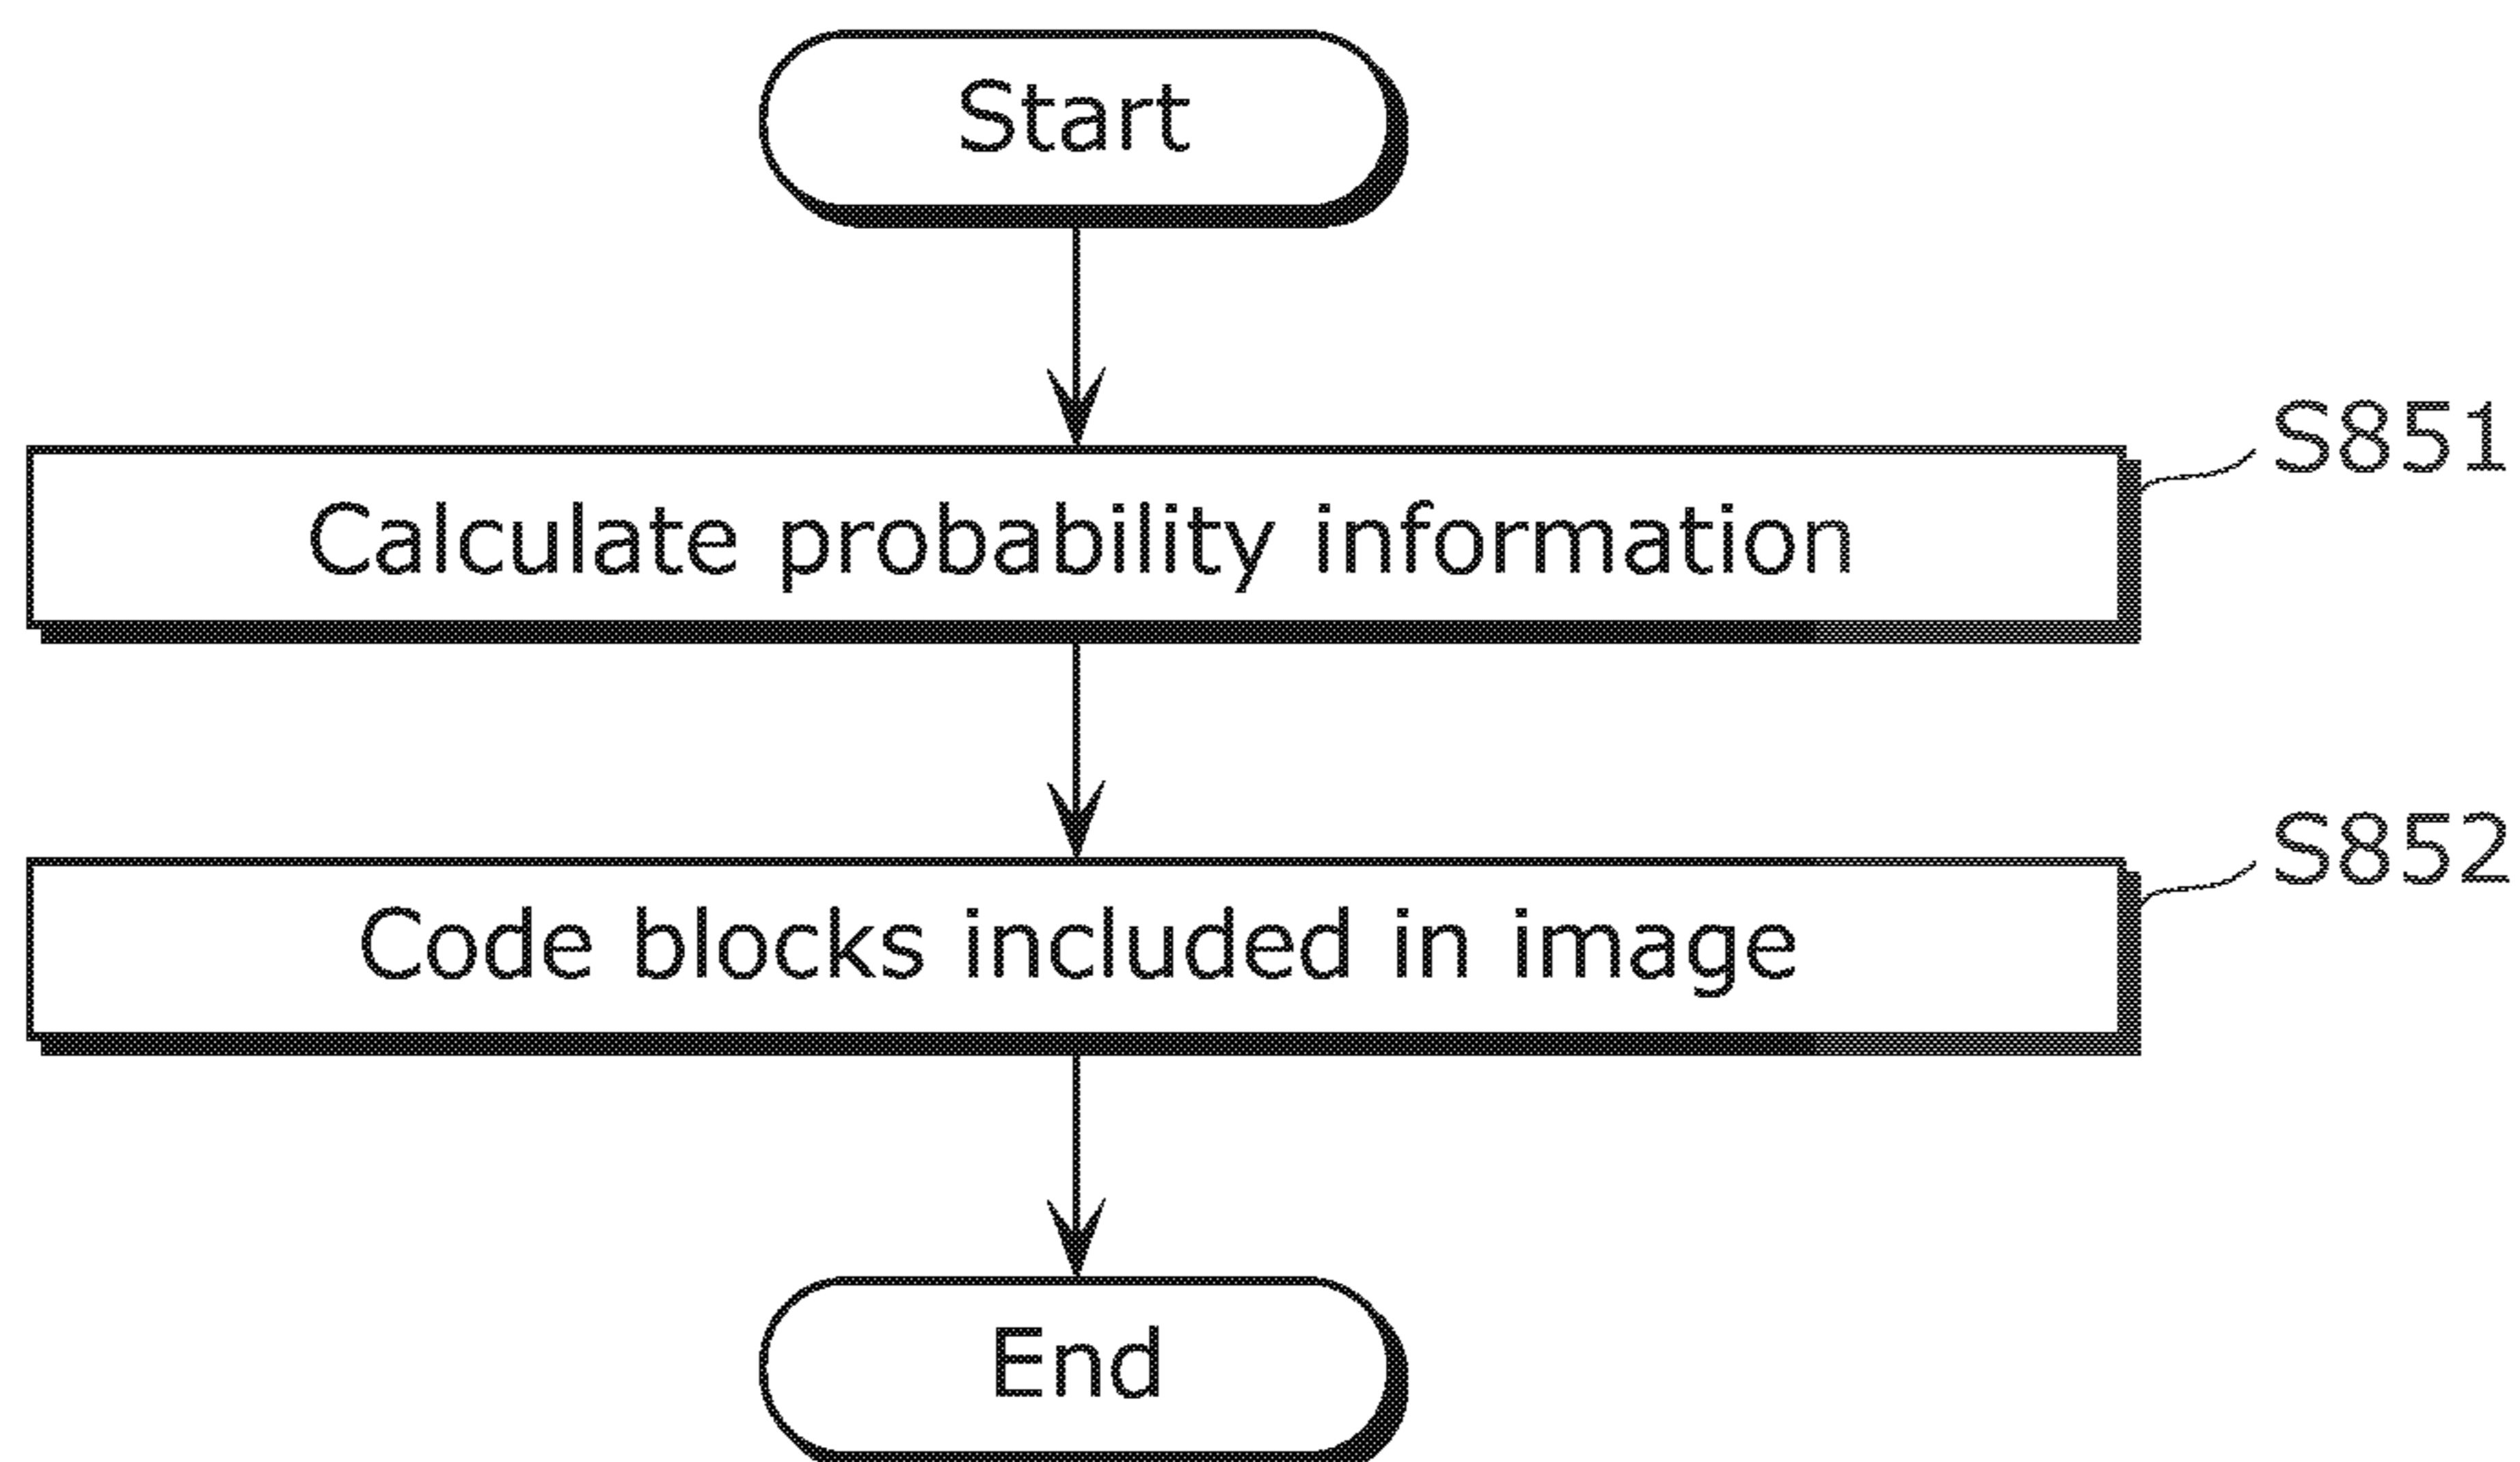 Start
S851
Calculate probability information
S852
Code blocks included in image
End